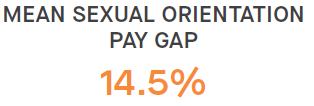 MEAN SEXUAL ORIENTATION
PAY GAP
14.5%